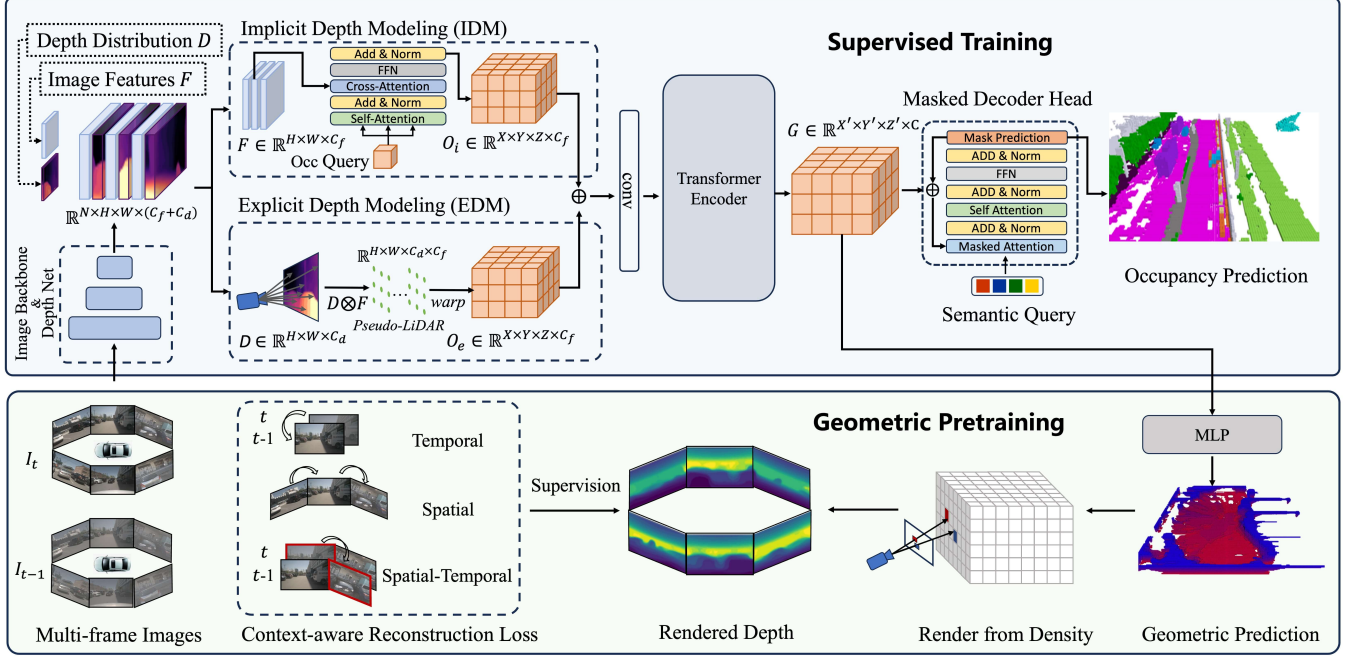 Supervised Training
Depth Distribution D
Image Features F
ℝ^{N×H×W×(C_f+C_d)}
Image Backbone
&
Depth Net
Implicit Depth Modeling (IDM)
Add & Norm
FFN
Cross-Attention
Add & Norm
Self-Attention
F ∈ ℝ^{H×W×C_f}
Occ Query
O_i ∈ ℝ^{X×Y×Z×C_f}
Explicit Depth Modeling (EDM)
ℝ^{H×W×C_d×C_f}
D⊗F
Pseudo-LiDAR
warp
D ∈ ℝ^{H×W×C_d}
O_e ∈ ℝ^{X×Y×Z×C_f}
⊕
conv
Transformer
Encoder
G ∈ ℝ^{X′×Y′×Z′×C}
Masked Decoder Head
Mask Prediction
ADD & Norm
FFN
ADD & Norm
Self Attention
ADD & Norm
Masked Attention
⊕
Semantic Query
Occupancy Prediction
Geometric Pretraining
I_t
I_{t-1}
Multi-frame Images
t
t-1
Temporal
Spatial
t
t-1
Spatial-Temporal
Context-aware Reconstruction Loss
Supervision
Rendered Depth
Render from Density
MLP
Geometric Prediction